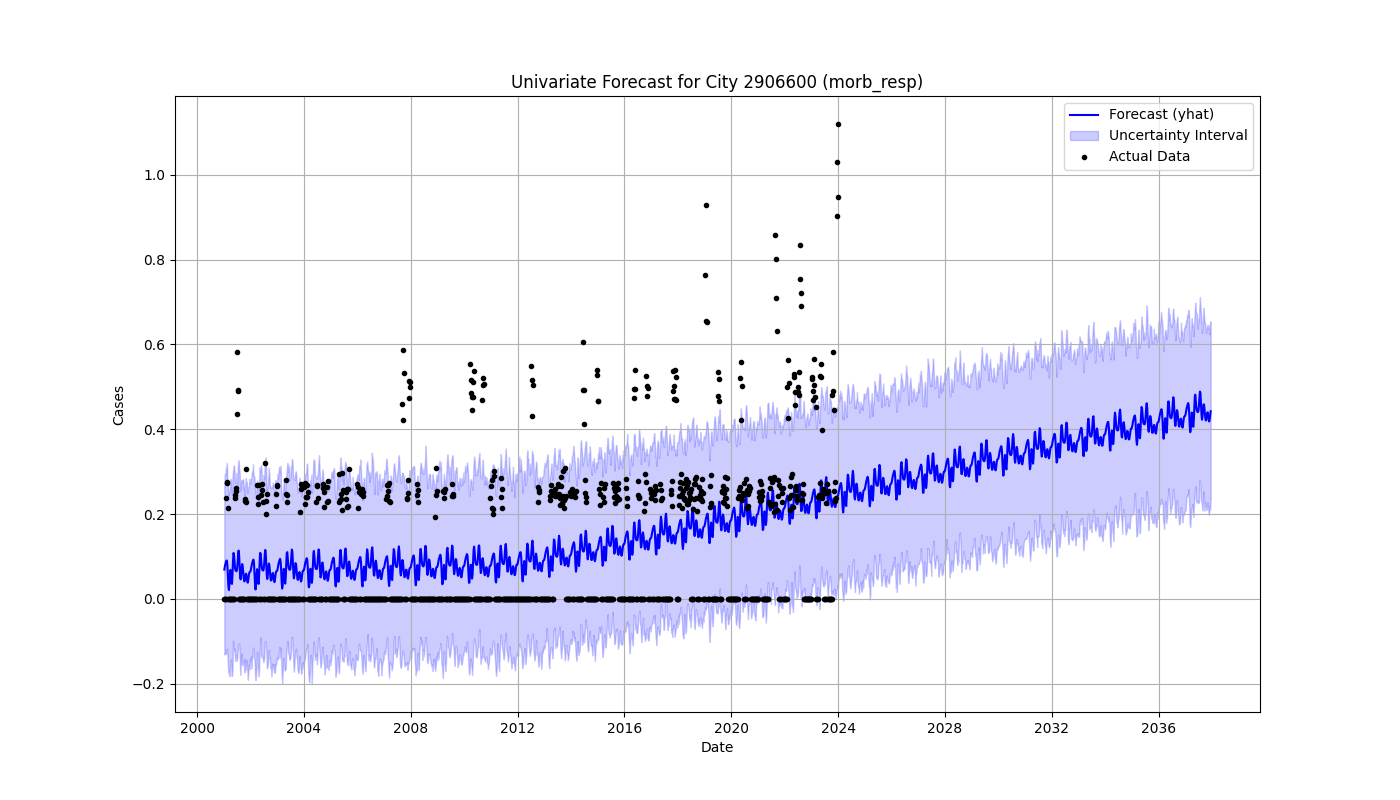 Univariate Forecast for City 2906600 (morb_resp)
Forecast (yhat)
Uncertainty Interval
Actual Data
Cases
1.0
0.8
0.6
0.4
0.2
0.0
−0.2
2000 2004 2008 2012 2016 2020 2024 2028 2032 2036
Date